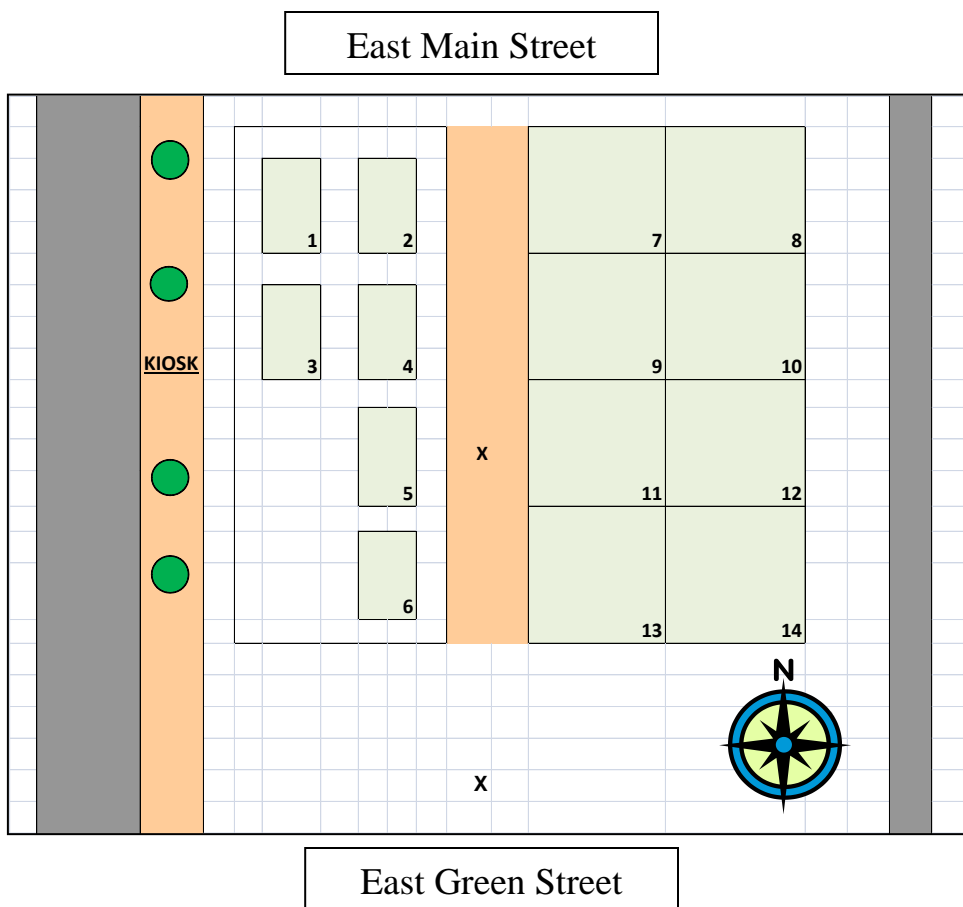 East Main Street
1 2 7 8
3 4 9 10
KIOSK
X
5 11 12
6
13 14
N
X
East Green Street